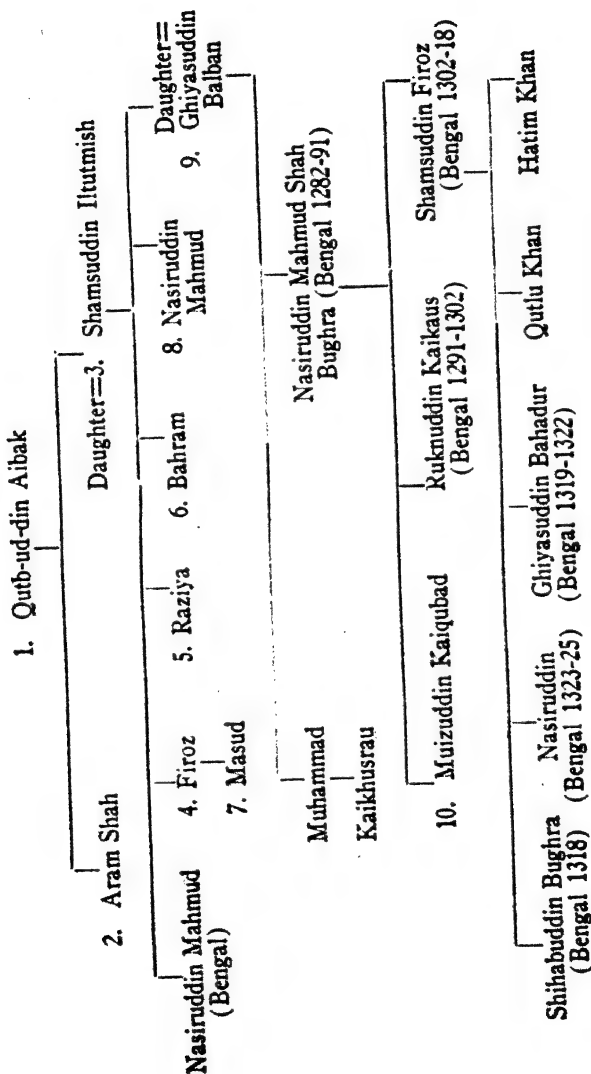 1. Qutb-ud-din Aibak
2. Aram Shah
Daughter=3. Shamsuddin Iltutmish
Nasiruddin Mahmud
(Bengal)
4. Firoz
5. Raziya
6. Bahram
8. Nasiruddin
Mahmud
9. Daughter=
Ghiyasuddin
Balban
7. Masud
Muhammad
Nasiruddin Mahmud Shah
Bughra (Bengal 1282-91)
Kaikhusrau
10. Muizuddin Kaiqubad
Ruknuddin Kaikaus
(Bengal 1291-1302)
Shamsuddin Firoz
(Bengal 1302-18)
Shihabuddin Bughra
(Bengal 1318)
Nasiruddin
(Bengal 1323-25)
Ghiyasuddin Bahadur
(Bengal 1319-1322)
Qutlu Khan
Hatim Khan